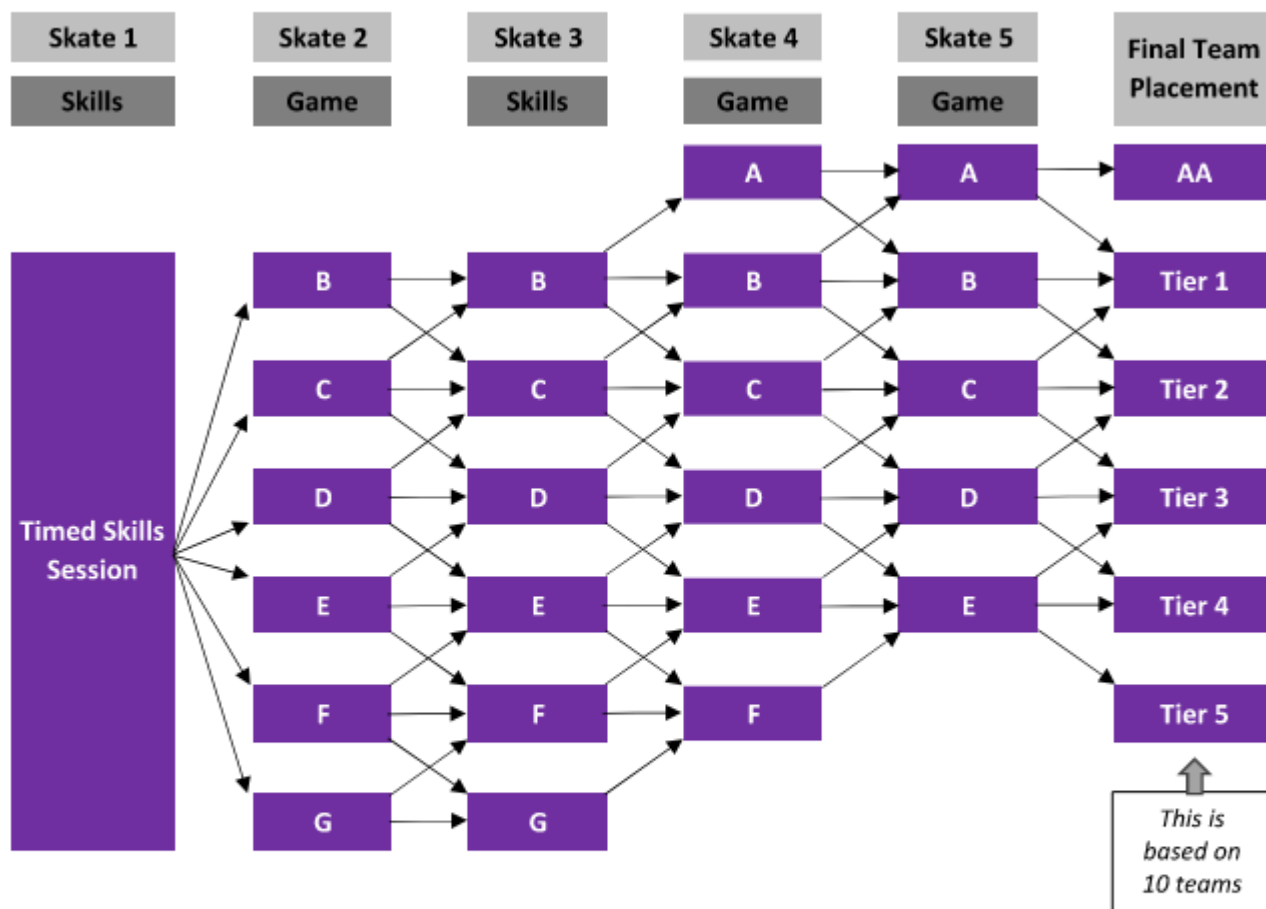 Skate 1
Skate 2
Skate 3
Skate 4
Skate 5
Final Team
Placement
Skills
Game
Skills
Game
Game
A
A
AA
B
B
B
B
Tier 1
C
C
C
C
Tier 2
Timed Skills
Session
D
D
D
D
Tier 3
E
E
E
E
Tier 4
F
F
F
Tier 5
G
G
This is
based on
10 teams